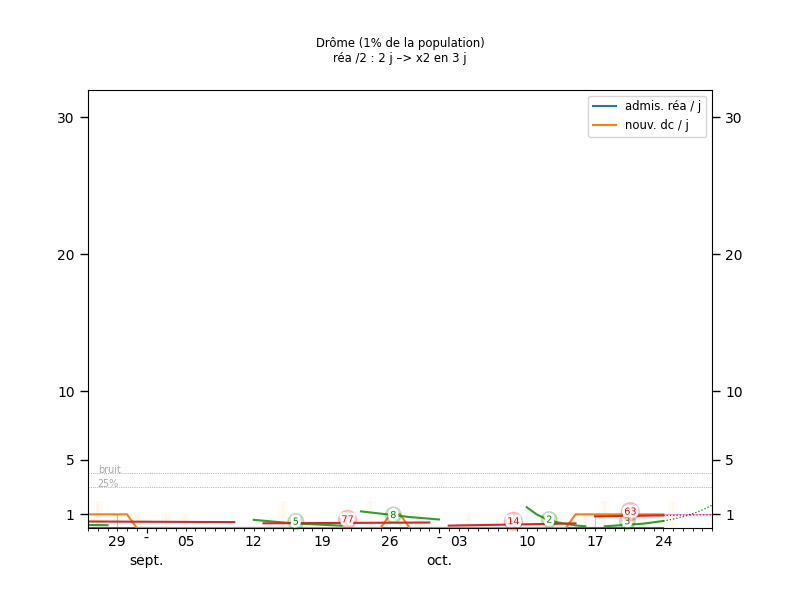 Drôme (1% de la population)
réa /2 : 2 j –> x2 en 3 j
admis. réa / j
nouv. dc / j
30 30
20 20
10 10
5 5
bruit
25%
1 1
5 77 8 14 2 63 3
29 - 05 12 19 26 - 03 10 17 24
sept. oct.